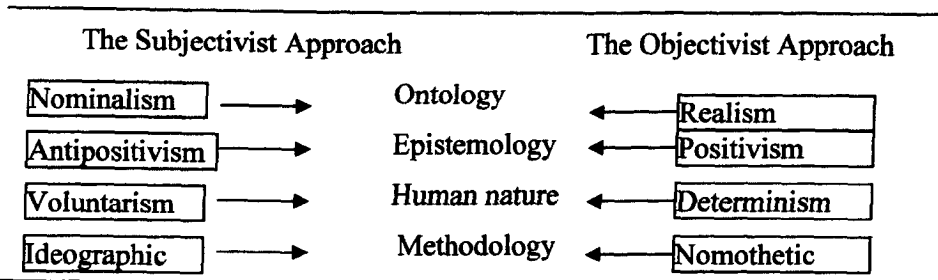 The Subjectivist Approach The Objectivist Approach
Nominalism Ontology Realism
Antipositivism Epistemology Positivism
Voluntarism Human nature Determinism
Ideographic Methodology Nomothetic